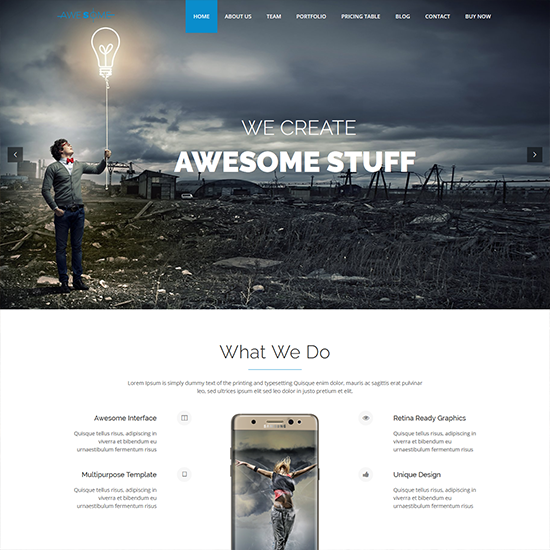 HOME ABOUT US TEAM PORTFOLIO PRICING TABLE BLOG CONTACT BUY NOW
WE CREATE
AWESOME STUFF
What We Do
Lorem Ipsum is simply dummy text of the printing and typesetting Quisque enim dolor, mauris ac sagittis erat pulvinar
leo, sed ultrices ipsum elit sed leo dolor in justo pretium et elit.
Awesome Interface
Quisque tellus risus, adipiscing in
viverra et bibendum eu
urnaestibulum fermentum risus
Multipurpose Template
Quisque tellus risus, adipiscing in
viverra et bibendum eu
urnaestibulum fermentum risus
SAMSUNG
Retina Ready Graphics
Quisque tellus risus, adipiscing in
viverra et bibendum eu
urnaestibulum fermentum risus
Unique Design
Quisque tellus risus, adipiscing in
viverra et bibendum eu
urnaestibulum fermentum risus